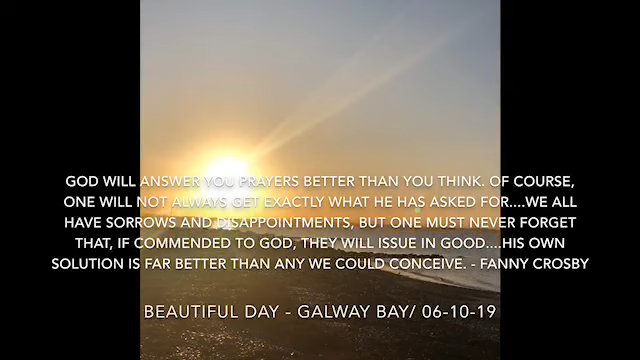 GOD WILL ANSWER YOU PRAYERS BETTER THAN YOU THINK. OF COURSE,
ONE WILL NOT ALWAYS GET EXACTLY WHAT HE HAS ASKED FOR....WE ALL
HAVE SORROWS AND DISAPPOINTMENTS, BUT ONE MUST NEVER FORGET
THAT, IF COMMENDED TO GOD, THEY WILL ISSUE IN GOOD....HIS OWN
SOLUTION IS FAR BETTER THAN ANY WE COULD CONCEIVE. - FANNY CROSBY
BEAUTIFUL DAY - GALWAY BAY/ 06-10-19